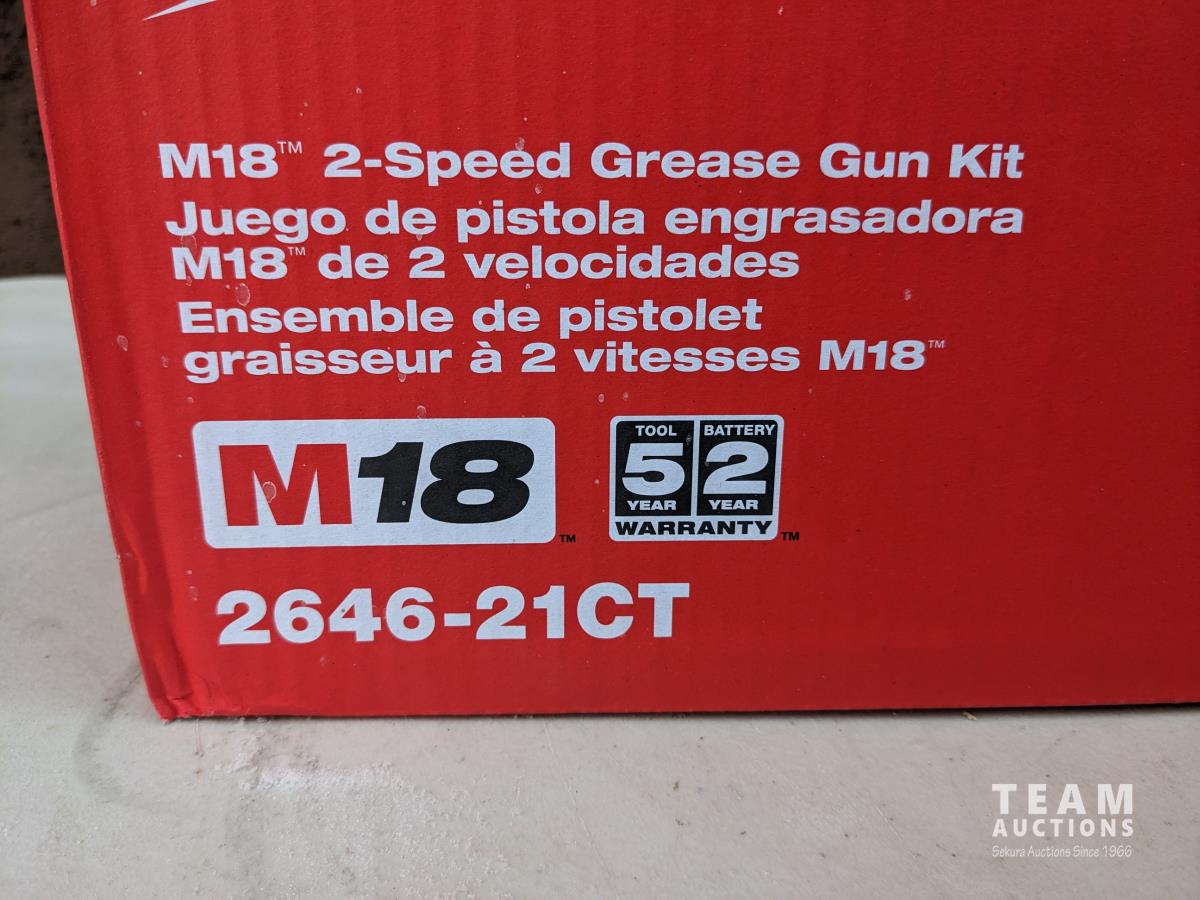 M18™ 2-Speed Grease Gun Kit
Juego de pistola engrasadora
M18™ de 2 velocidades
Ensemble de pistolet
graisseur à 2 vitesses M18™
M18™
TOOL BATTERY
5 2
YEAR YEAR
WARRANTY™
2646-21CT
TEAM
AUCTIONS
Sekura Auctions Since 1966